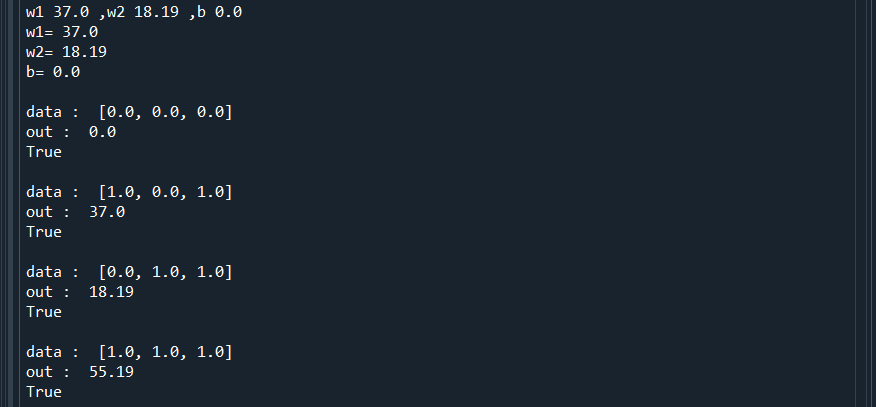 w1 37.0 ,w2 18.19 ,b 0.0
w1= 37.0
w2= 18.19
b= 0.0
data :  [0.0, 0.0, 0.0]
out :  0.0
True
data :  [1.0, 0.0, 1.0]
out :  37.0
True
data :  [0.0, 1.0, 1.0]
out :  18.19
True
data :  [1.0, 1.0, 1.0]
out :  55.19
True